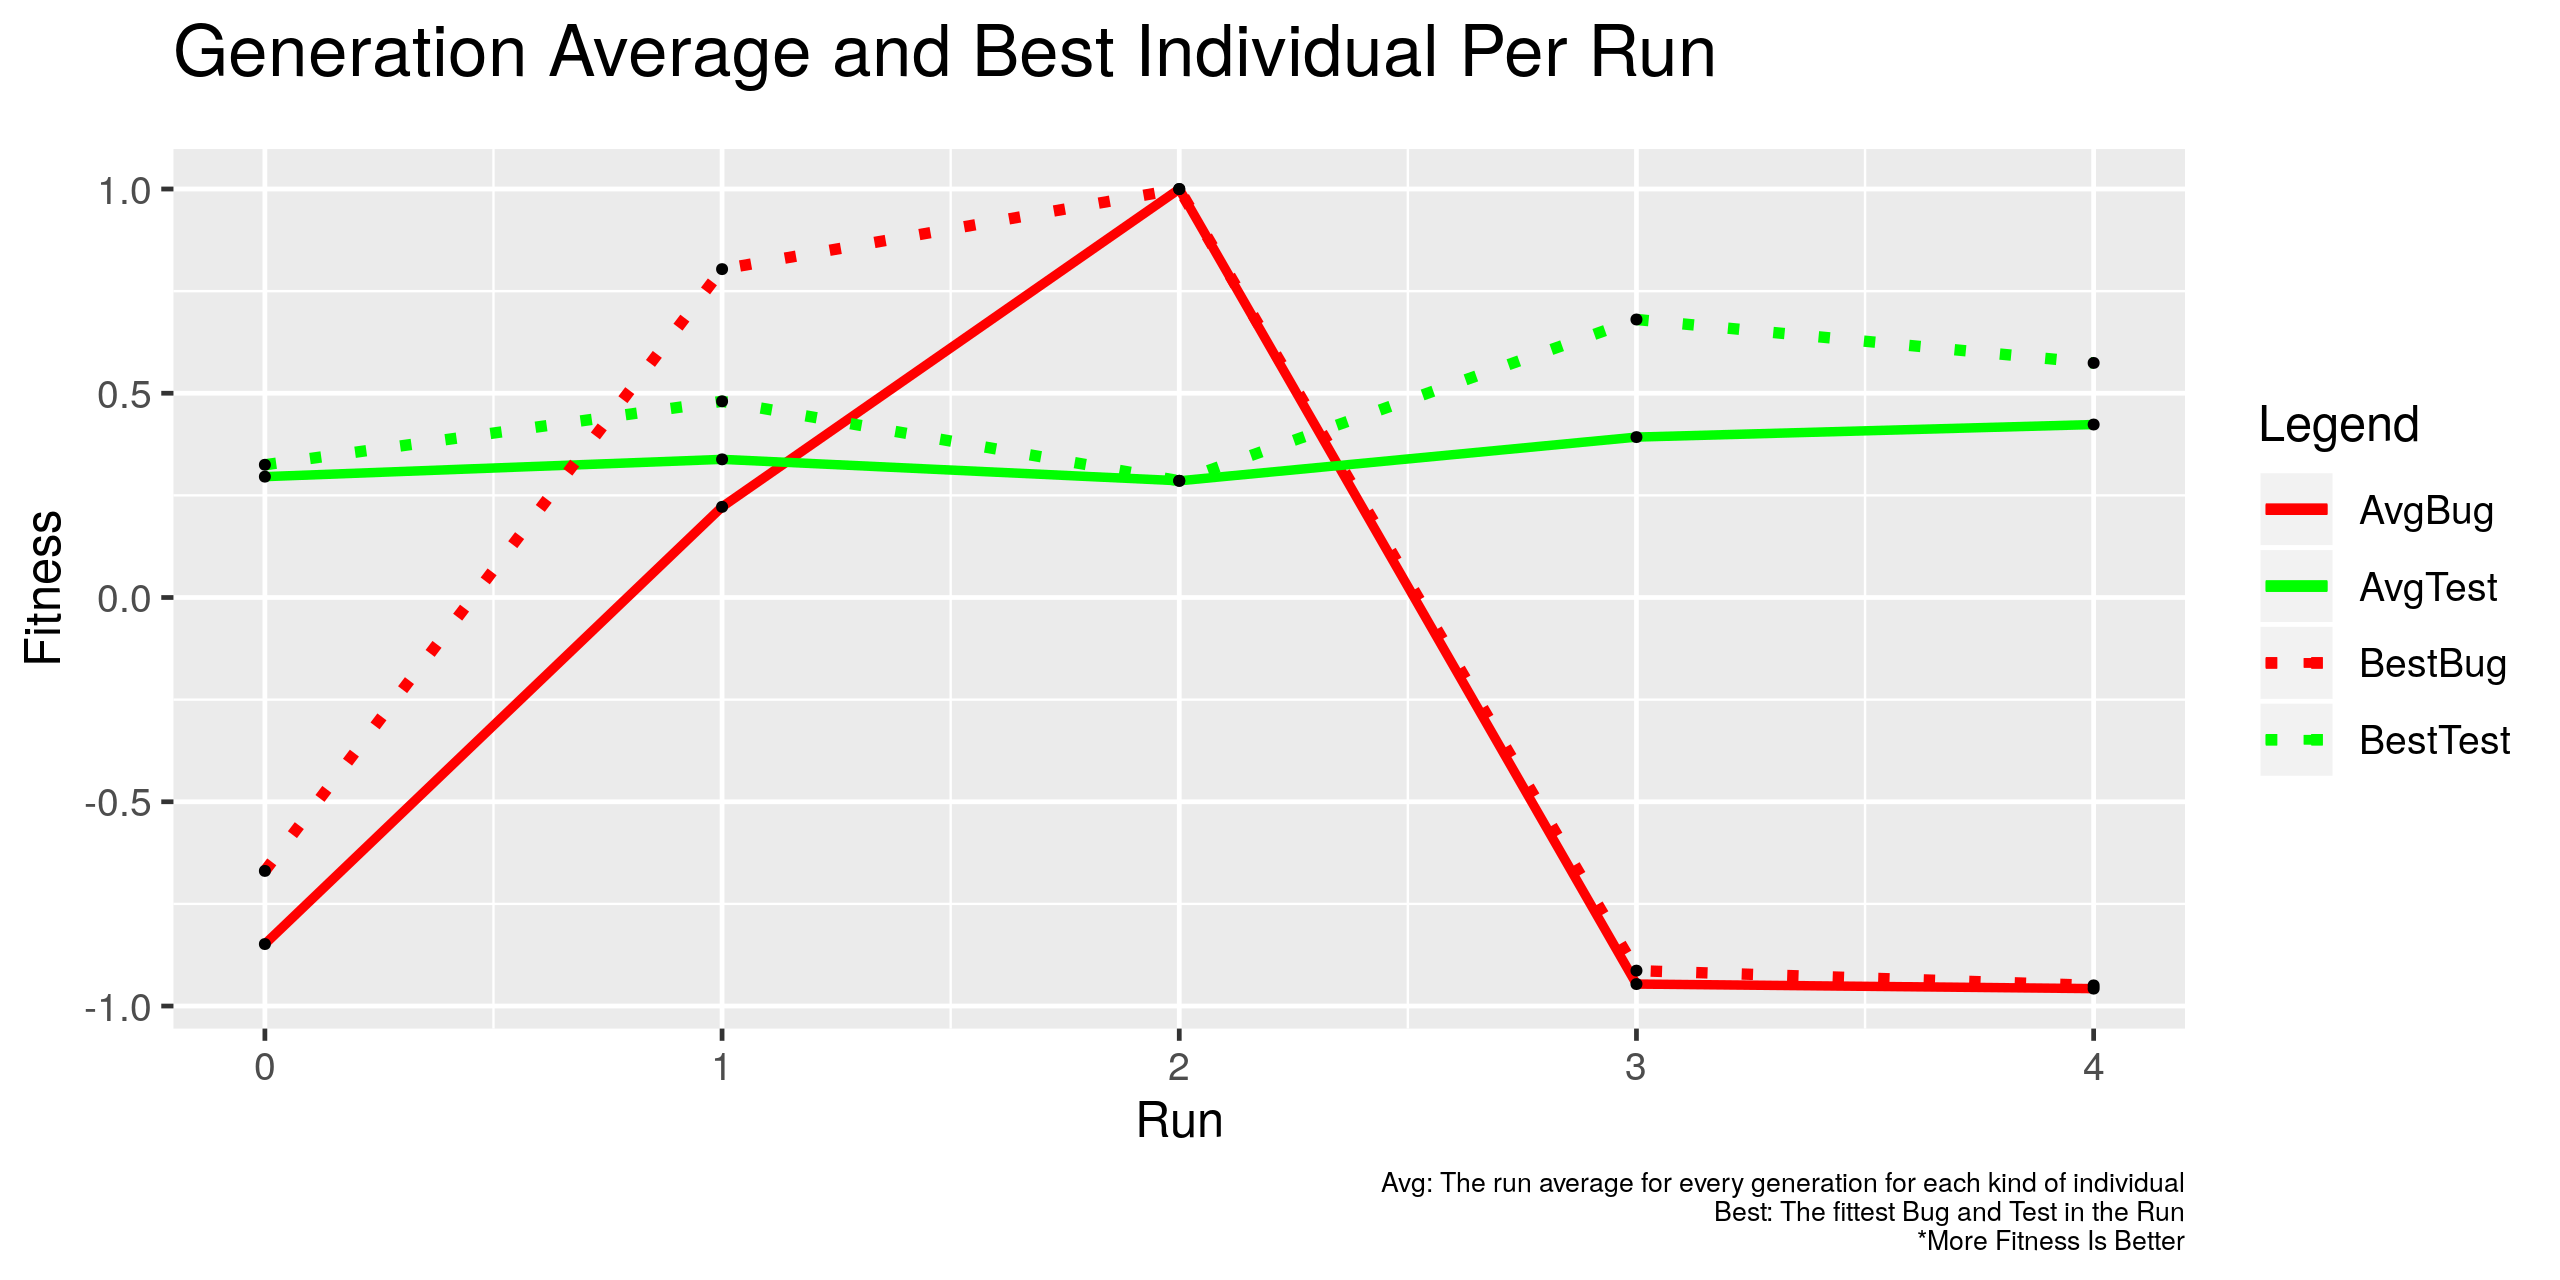 Generation Average and Best Individual Per Run
1.0
0.5
0.0
-0.5
-1.0
Fitness
0 1 2 3 4
Run
Legend
AvgBug
AvgTest
BestBug
BestTest
Avg: The run average for every generation for each kind of individual
Best: The fittest Bug and Test in the Run
*More Fitness Is Better